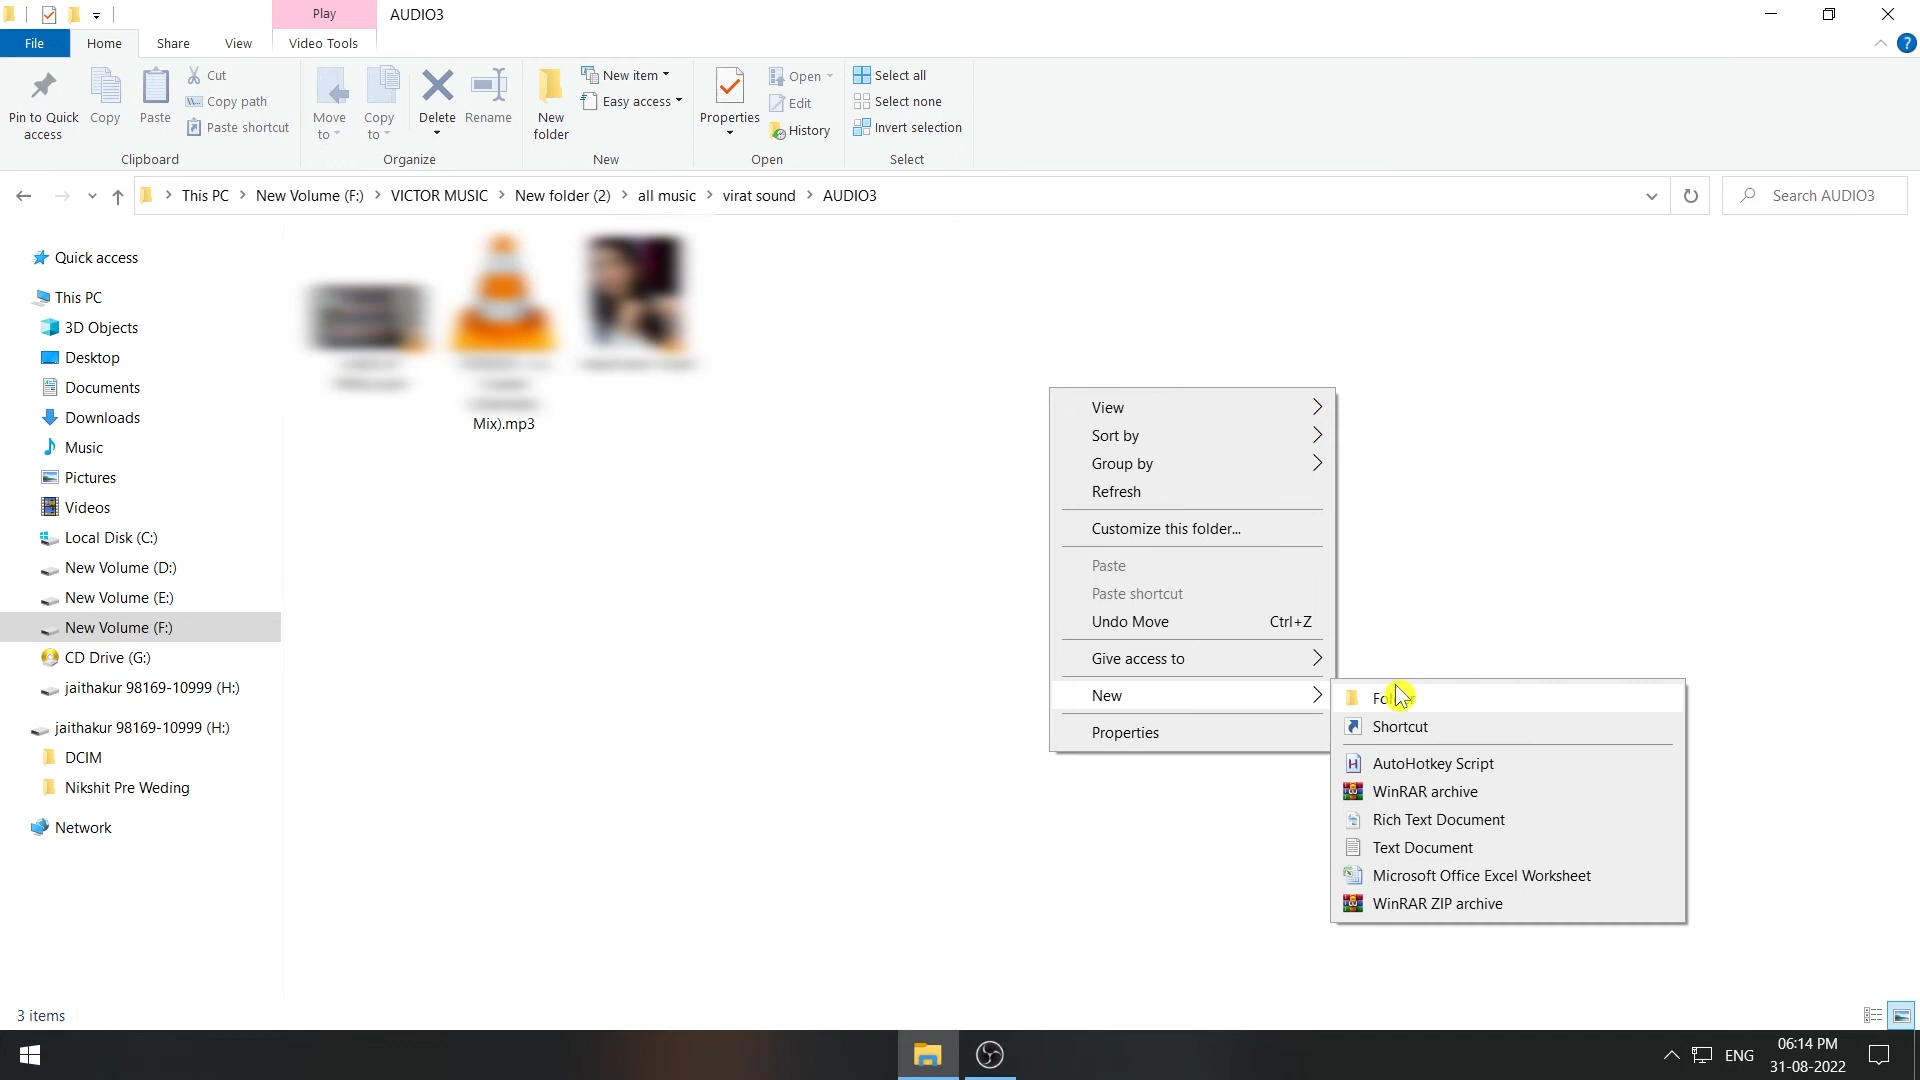 Play
AUDIO3
File
Home
Share
View
Video Tools
Pin to Quick
access
Copy
Paste
Cut
Copy path
Paste shortcut
Clipboard
Move
to
Copy
to
Delete
Rename
Organize
New
folder
New item
Easy access
New
Properties
Open
Edit
History
Open
Select all
Select none
Invert selection
Select
This PC
New Volume (F:)
VICTOR MUSIC
New folder (2)
all music
virat sound
AUDIO3
Search AUDIO3
Quick access
This PC
3D Objects
Desktop
Documents
Downloads
Music
Pictures
Videos
Local Disk (C:)
New Volume (D:)
New Volume (E:)
New Volume (F:)
CD Drive (G:)
jaithakur 98169-10999 (H:)
jaithakur 98169-10999 (H:)
DCIM
Nikshit Pre Weding
Network
Mix).mp3
View
Sort by
Group by
Refresh
Customize this folder...
Paste
Paste shortcut
Undo Move Ctrl+Z
Give access to
New
Properties
Folder
Shortcut
AutoHotkey Script
WinRAR archive
Rich Text Document
Text Document
Microsoft Office Excel Worksheet
WinRAR ZIP archive
3 items
ENG
06:14 PM
31-08-2022